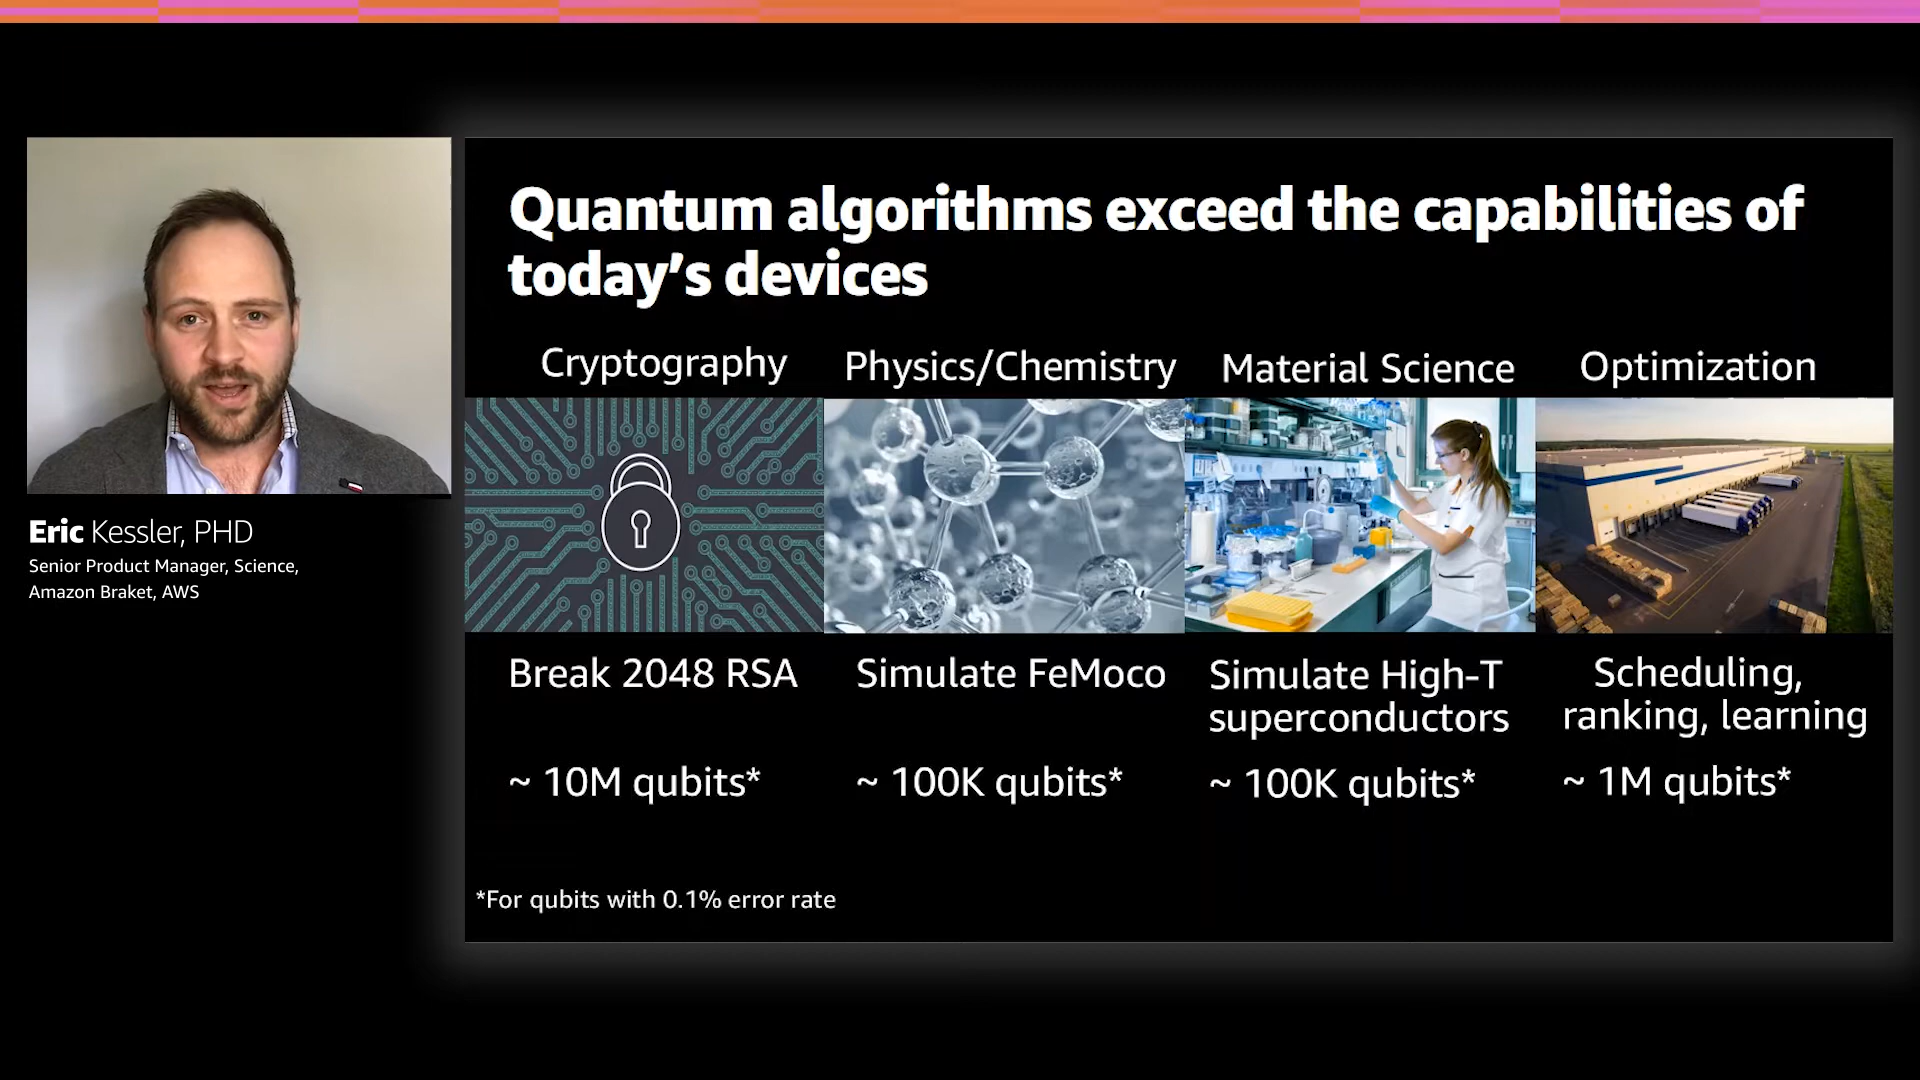 Quantum algorithms exceed the capabilities of
today's devices
Cryptography
Physics/Chemistry
Material Science
Optimization
Break 2048 RSA
Simulate FeMoco
Simulate High-T
superconductors
Scheduling,
ranking, learning
~ 10M qubits*
~ 100K qubits*
~ 100K qubits*
~ 1M qubits*
*For qubits with 0.1% error rate
Eric Kessler, PHD
Senior Product Manager, Science,
Amazon Braket, AWS